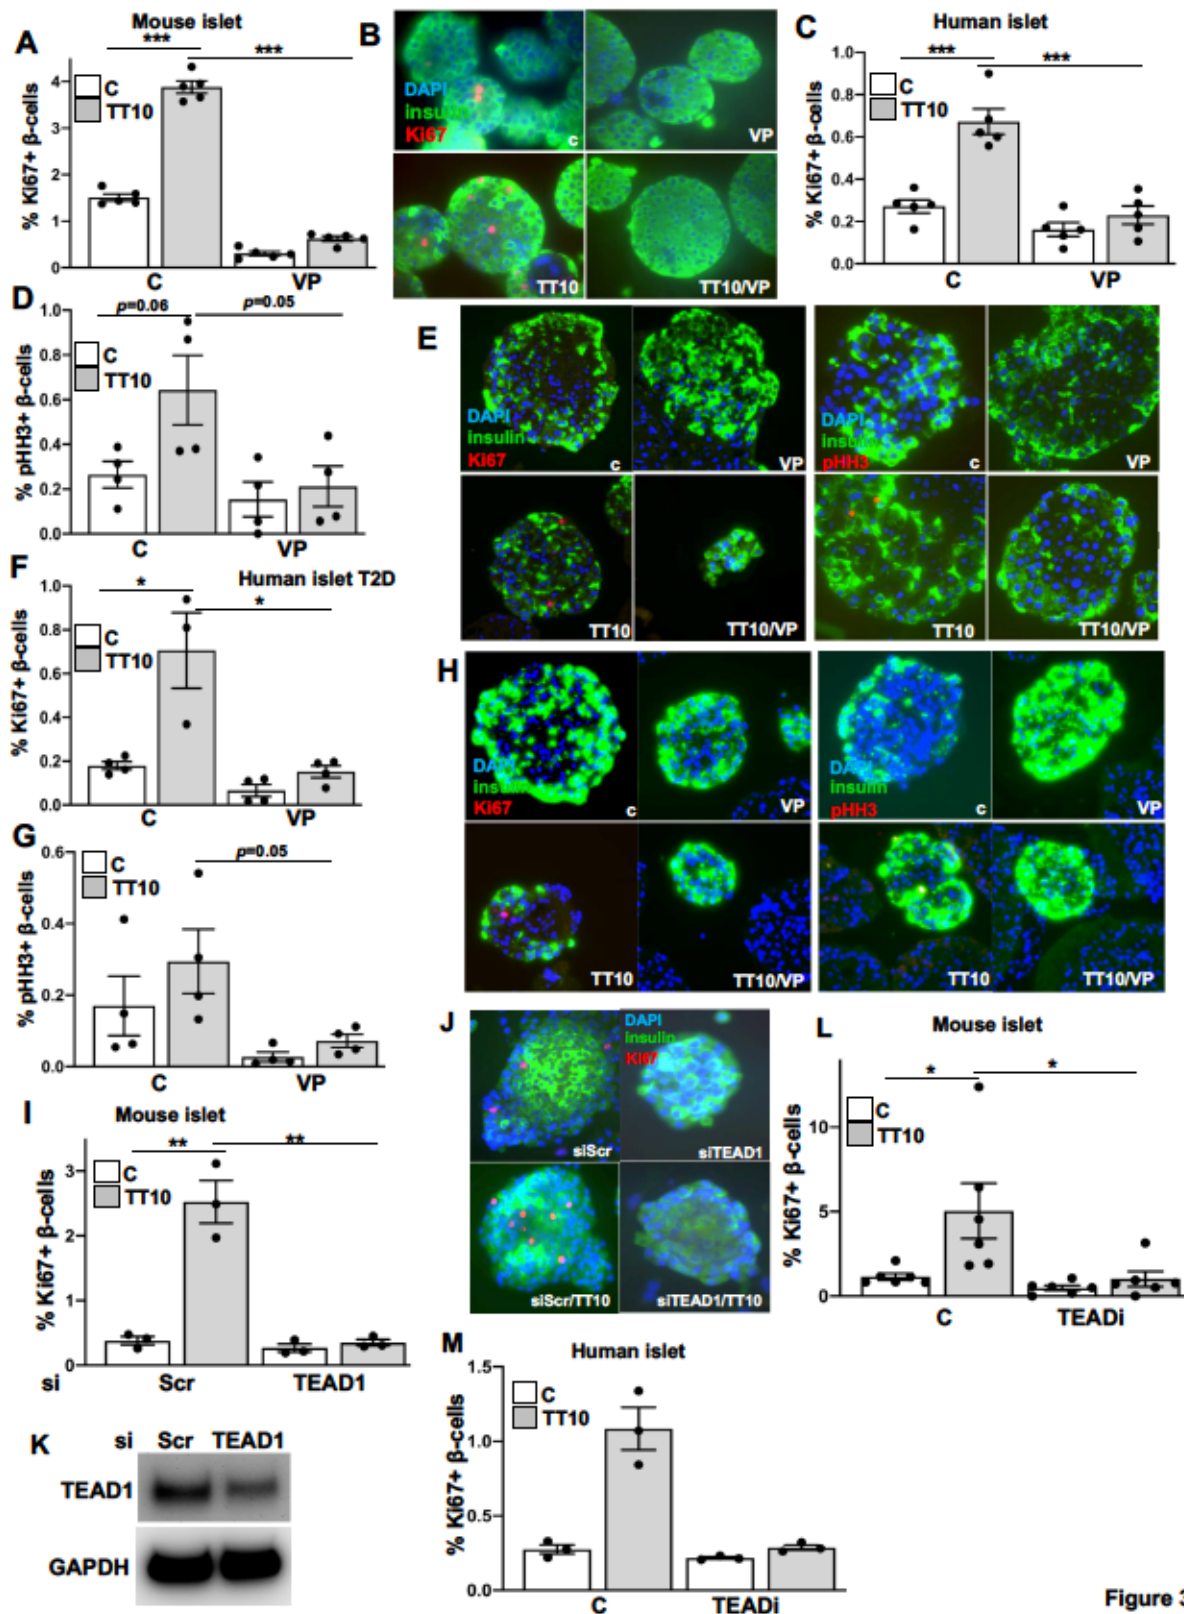 A
Mouse islet
***
***
% Ki67+ β-cells
4
3
2
1
0
C
TT10
C
VP
B
DAPI
insulin
Ki67
c
VP
TT10
TT10/VP
C
Human islet
***
***
% Ki67+ β-cells
1.0
0.8
0.6
0.4
0.2
0.0
C
TT10
C
VP
D
p=0.06
p=0.05
% pHH3+ β-cells
1.0
0.8
0.6
0.4
0.2
0.0
C
TT10
C
VP
E
DAPI
insulin
Ki67
c
VP
TT10
TT10/VP
DAPI
insulin
pHH3
c
VP
TT10
TT10/VP
F
Human islet T2D
*
*
% Ki67+ β-cells
1.0
0.8
0.6
0.4
0.2
0.0
C
TT10
C
VP
G
p=0.05
% pHH3+ β-cells
0.6
0.4
0.2
0.0
C
TT10
C
VP
H
DAPI
insulin
Ki67
c
VP
TT10
TT10/VP
DAPI
insulin
pHH3
c
VP
TT10
TT10/VP
I
Mouse islet
**
**
% Ki67+ β-cells
3
2
1
0
C
TT10
si
Scr
TEAD1
J
DAPI
insulin
Ki67
siScr
siTEAD1
siScr/TT10
siTEAD1/TT10
K
si
Scr
TEAD1
TEAD1
GAPDH
L
Mouse islet
*
*
% Ki67+ β-cells
10
5
0
C
TT10
C
TEADi
M
Human islet
% Ki67+ β-cells
1.5
1.0
0.5
0.0
C
TT10
C
TEADi
Figure 3